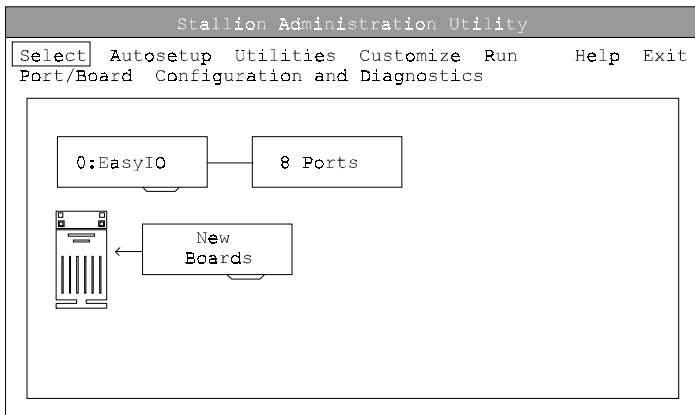 Stallion Administration Utility
Select Autosetup Utilities Customize Run Help Exit
Port/Board Configuration and Diagnostics
0:EasyIO
8 Ports
New
Boards